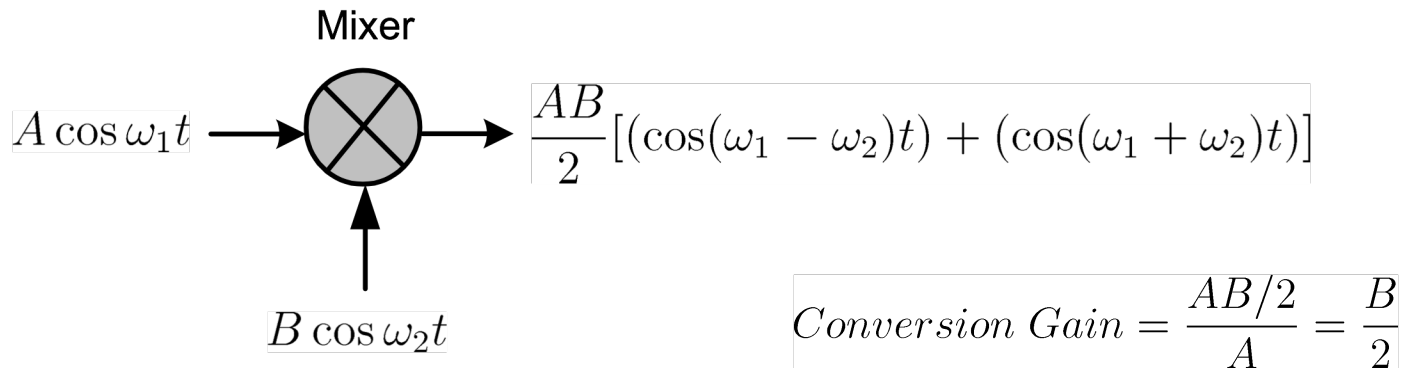 Mixer
A cos ω₁t
AB/2 [(cos(ω₁ − ω₂)t) + (cos(ω₁ + ω₂)t)]
B cos ω₂t
Conversion Gain = AB/2 / A = B/2